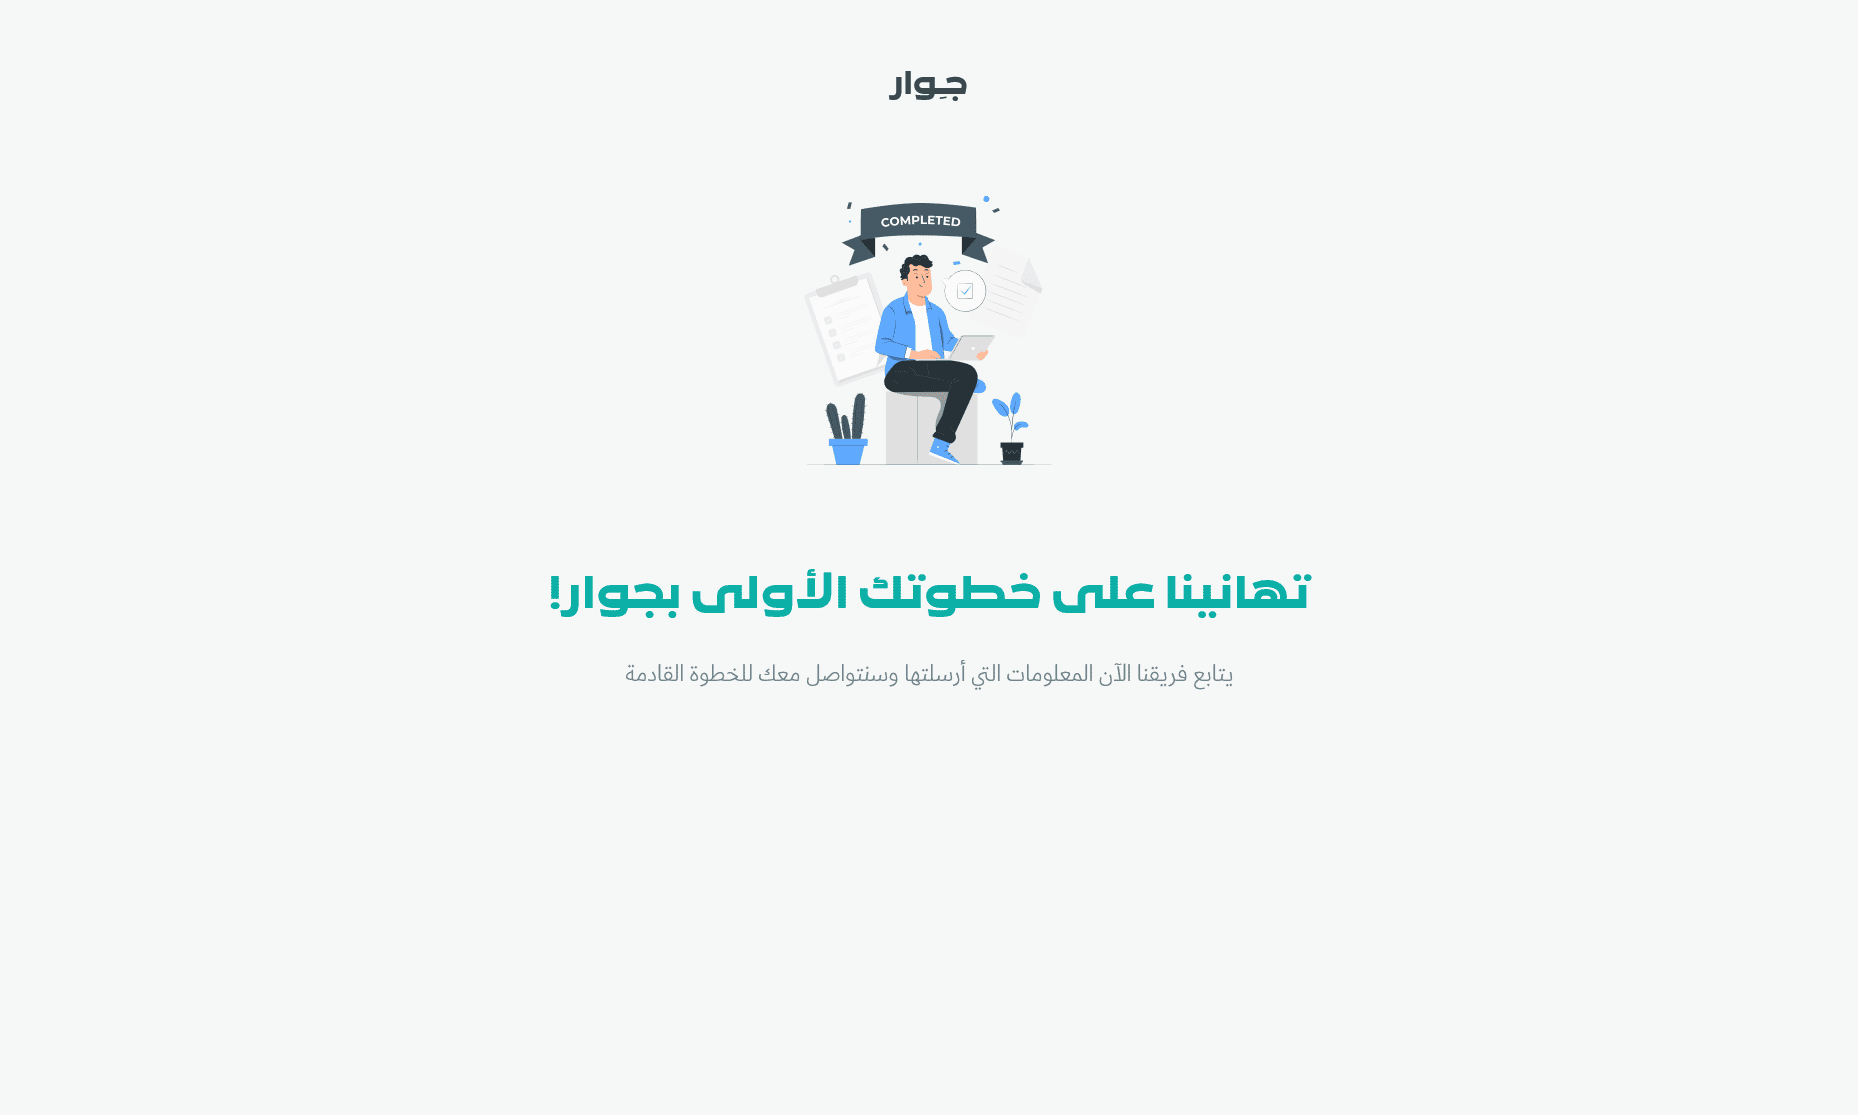 جِوار
COMPLETED
تهانينا على خطوتك الأولى بجوار!
يتابع فريقنا الآن المعلومات التي أرسلتها وسنتواصل معك للخطوة القادمة